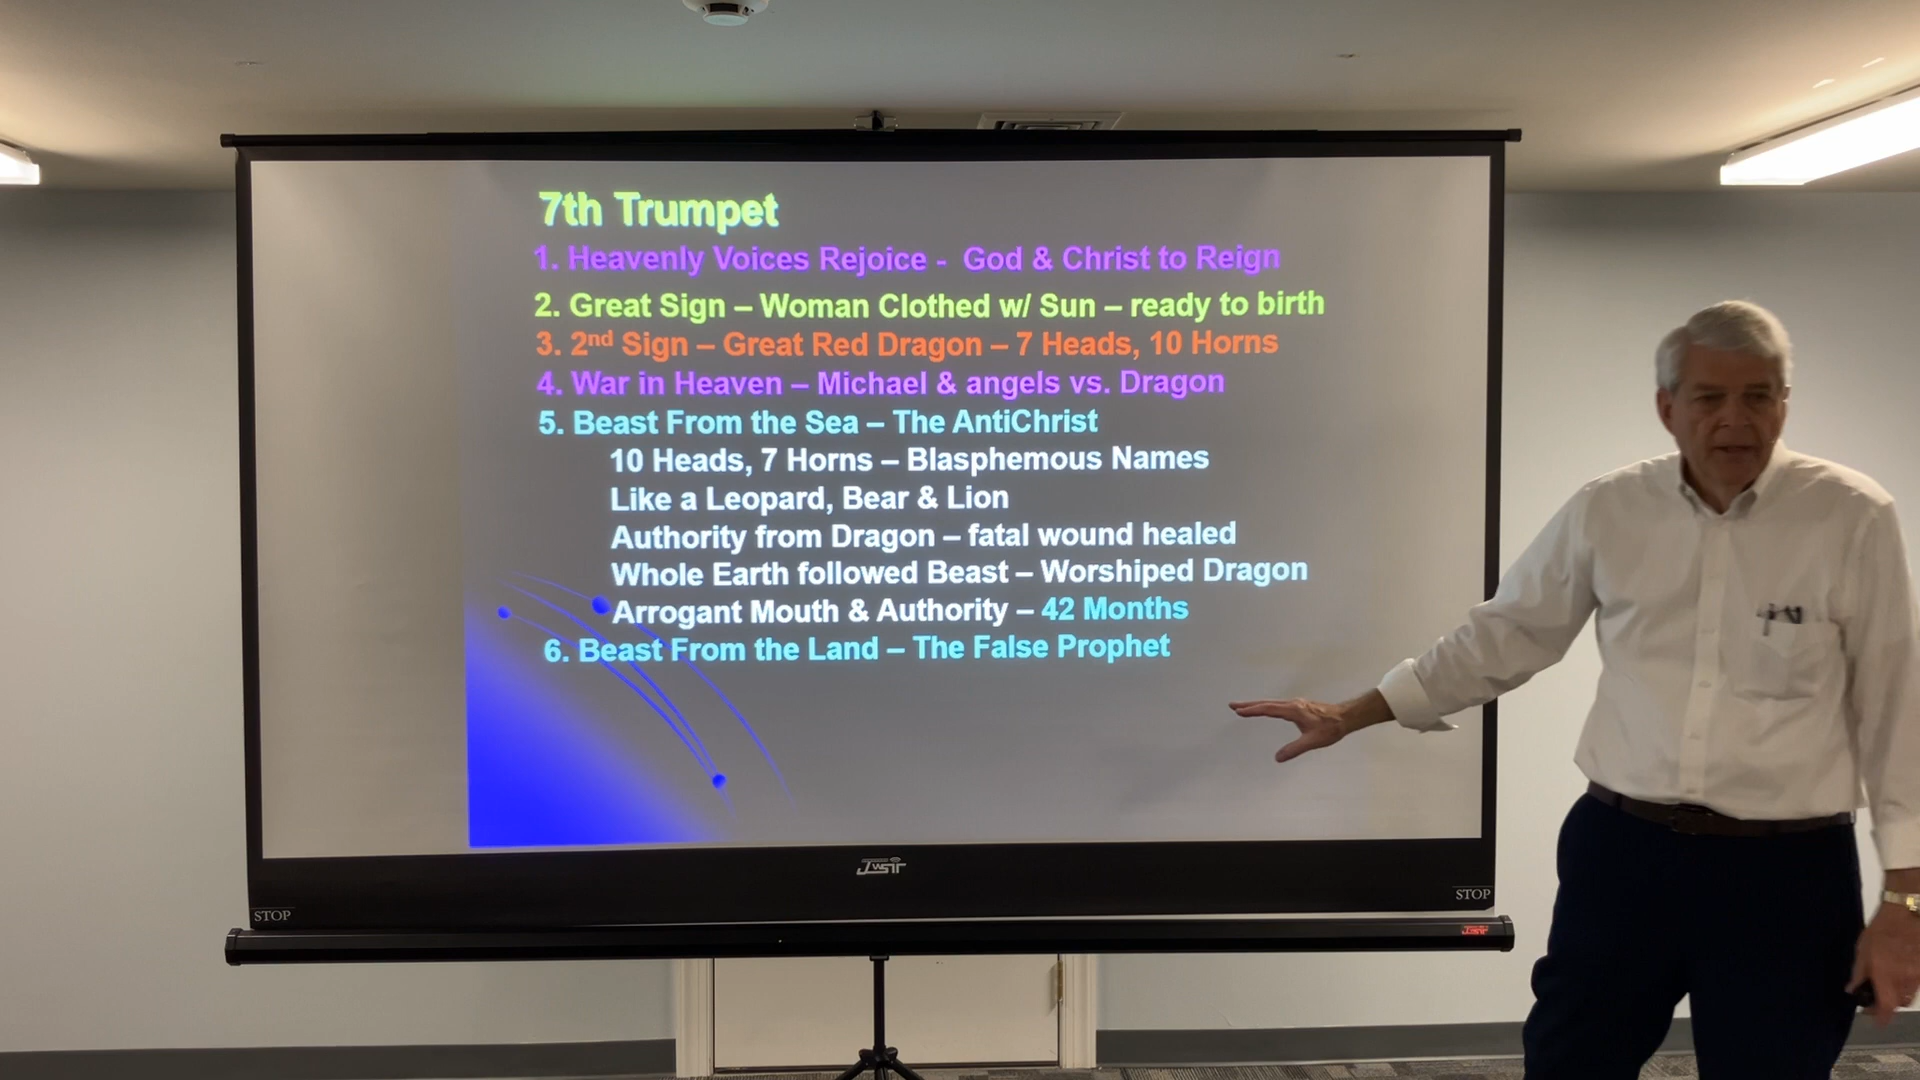 7th Trumpet
1. Heavenly Voices Rejoice - God & Christ to Reign
2. Great Sign – Woman Clothed w/ Sun – ready to birth
3. 2nd Sign – Great Red Dragon – 7 Heads, 10 Horns
4. War in Heaven – Michael & angels vs. Dragon
5. Beast From the Sea – The AntiChrist
10 Heads, 7 Horns – Blasphemous Names
Like a Leopard, Bear & Lion
Authority from Dragon – fatal wound healed
Whole Earth followed Beast – Worshiped Dragon
Arrogant Mouth & Authority – 42 Months
6. Beast From the Land – The False Prophet
STOP
STOP